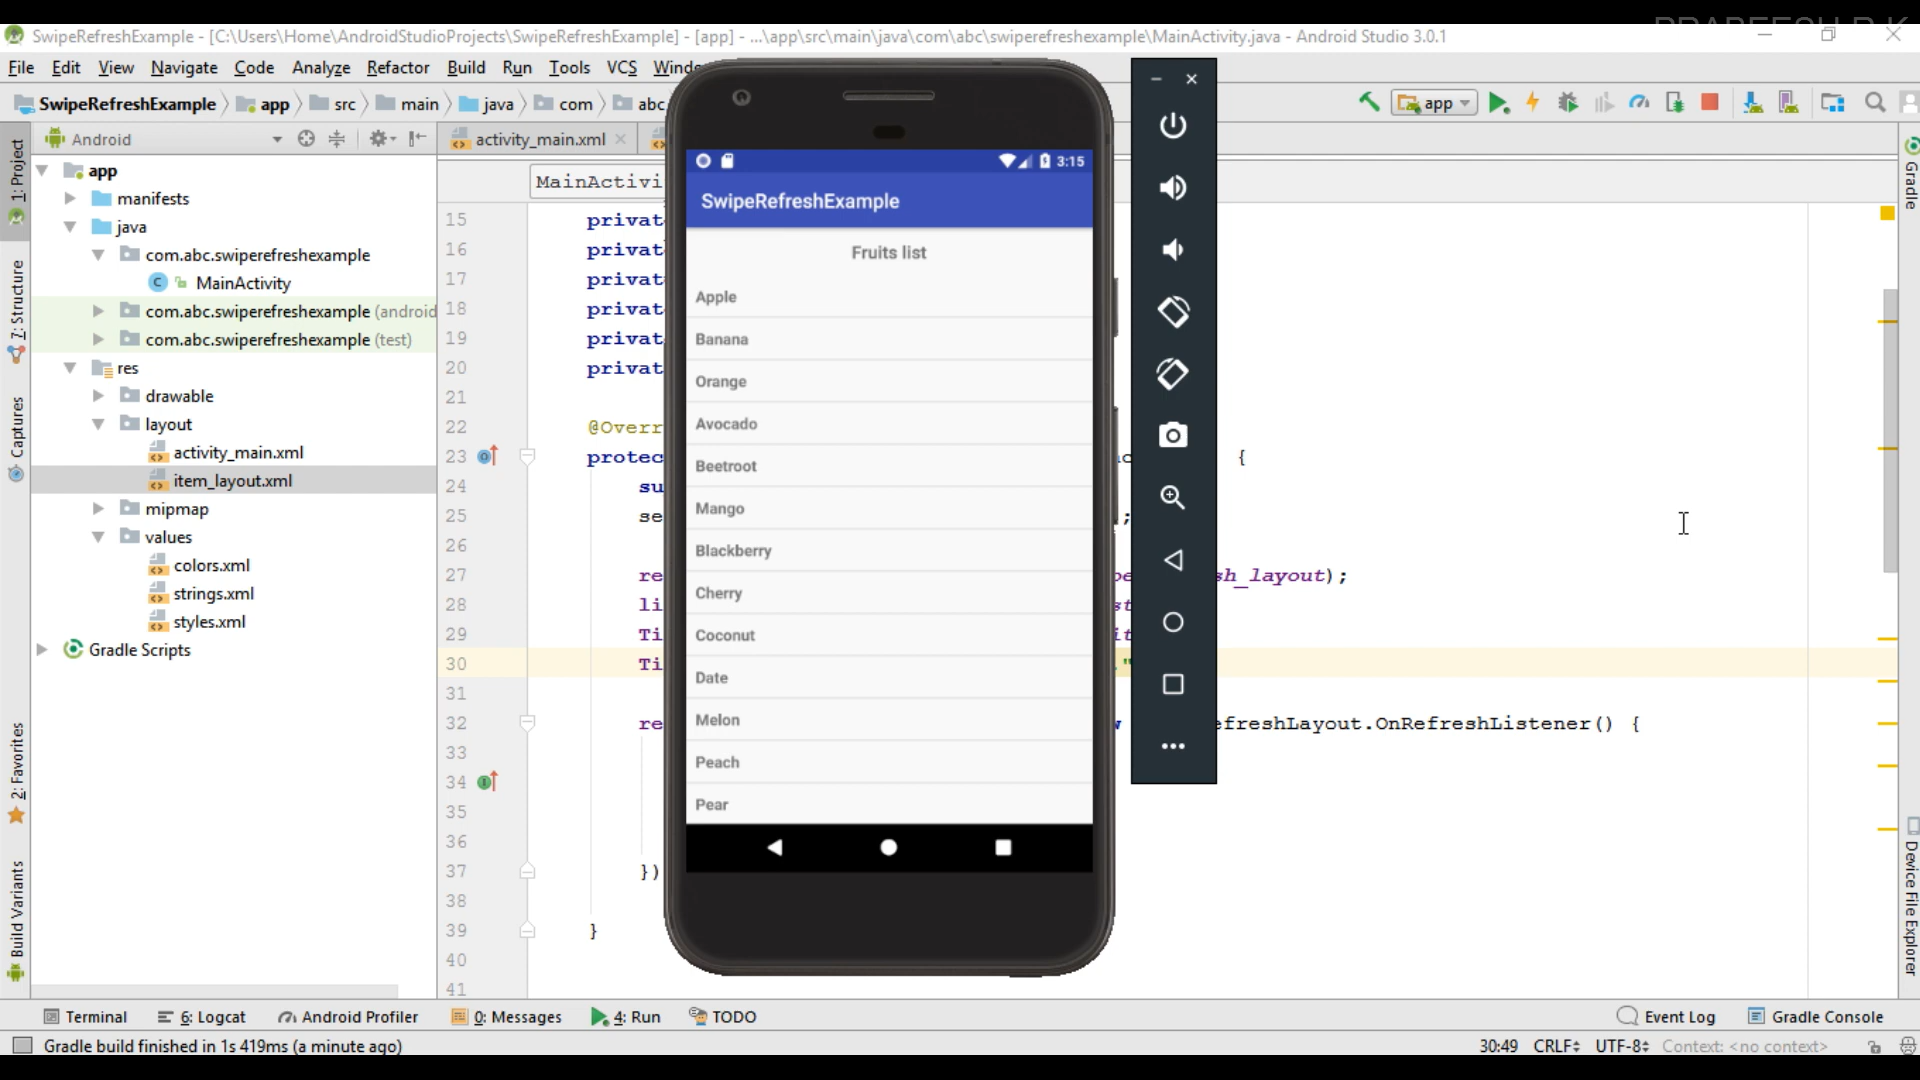 SwipeRefreshExample - [C:\Users\Home\AndroidStudioProjects\SwipeRefreshExample] - [app] - ...\app\src\main\java\com\abc\swiperefreshexample\MainActivity.java - Android Studio 3.0.1
File Edit View Navigate Code Analyze Refactor Build Run Tools VCS
SwipeRefreshExample app src main java com abc
app
Android
activity_main.xml
1: Project
7: Structure
Captures
2: Favorites
Build Variants
app
manifests
java
com.abc.swiperefreshexample
MainActivity
com.abc.swiperefreshexample (android
com.abc.swiperefreshexample (test)
res
drawable
layout
activity_main.xml
item_layout.xml
mipmap
values
colors.xml
strings.xml
styles.xml
Gradle Scripts
MainActivi
15 privat
16 privat
17 privat
18 privat
19 privat
20 privat
21
22 @Overr
23 protec {
24 su
25 se ;
26
27 re sh_layout);
28 li st
29 Ti it
30 Ti "
31
32 re efreshLayout.OnRefreshListener() {
33
34
35
36
37 })
38
39 }
40
41
3:15
SwipeRefreshExample
Fruits list
Apple
Banana
Orange
Avocado
Beetroot
Mango
Blackberry
Cherry
Coconut
Date
Melon
Peach
Pear
Gradle
Device File Explorer
Terminal 6: Logcat Android Profiler 0: Messages 4: Run TODO Event Log Gradle Console
Gradle build finished in 1s 419ms (a minute ago) 30:49 CRLF UTF-8 Context: <no context>